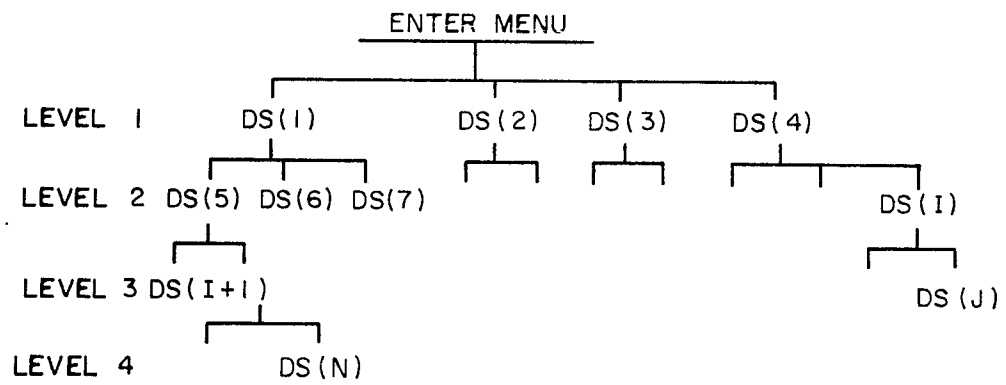 ENTER MENU
LEVEL 1 DS(1) DS(2) DS(3) DS(4)
LEVEL 2 DS(5) DS(6) DS(7) DS(I)
LEVEL 3 DS(I+1) DS(J)
LEVEL 4 DS(N)